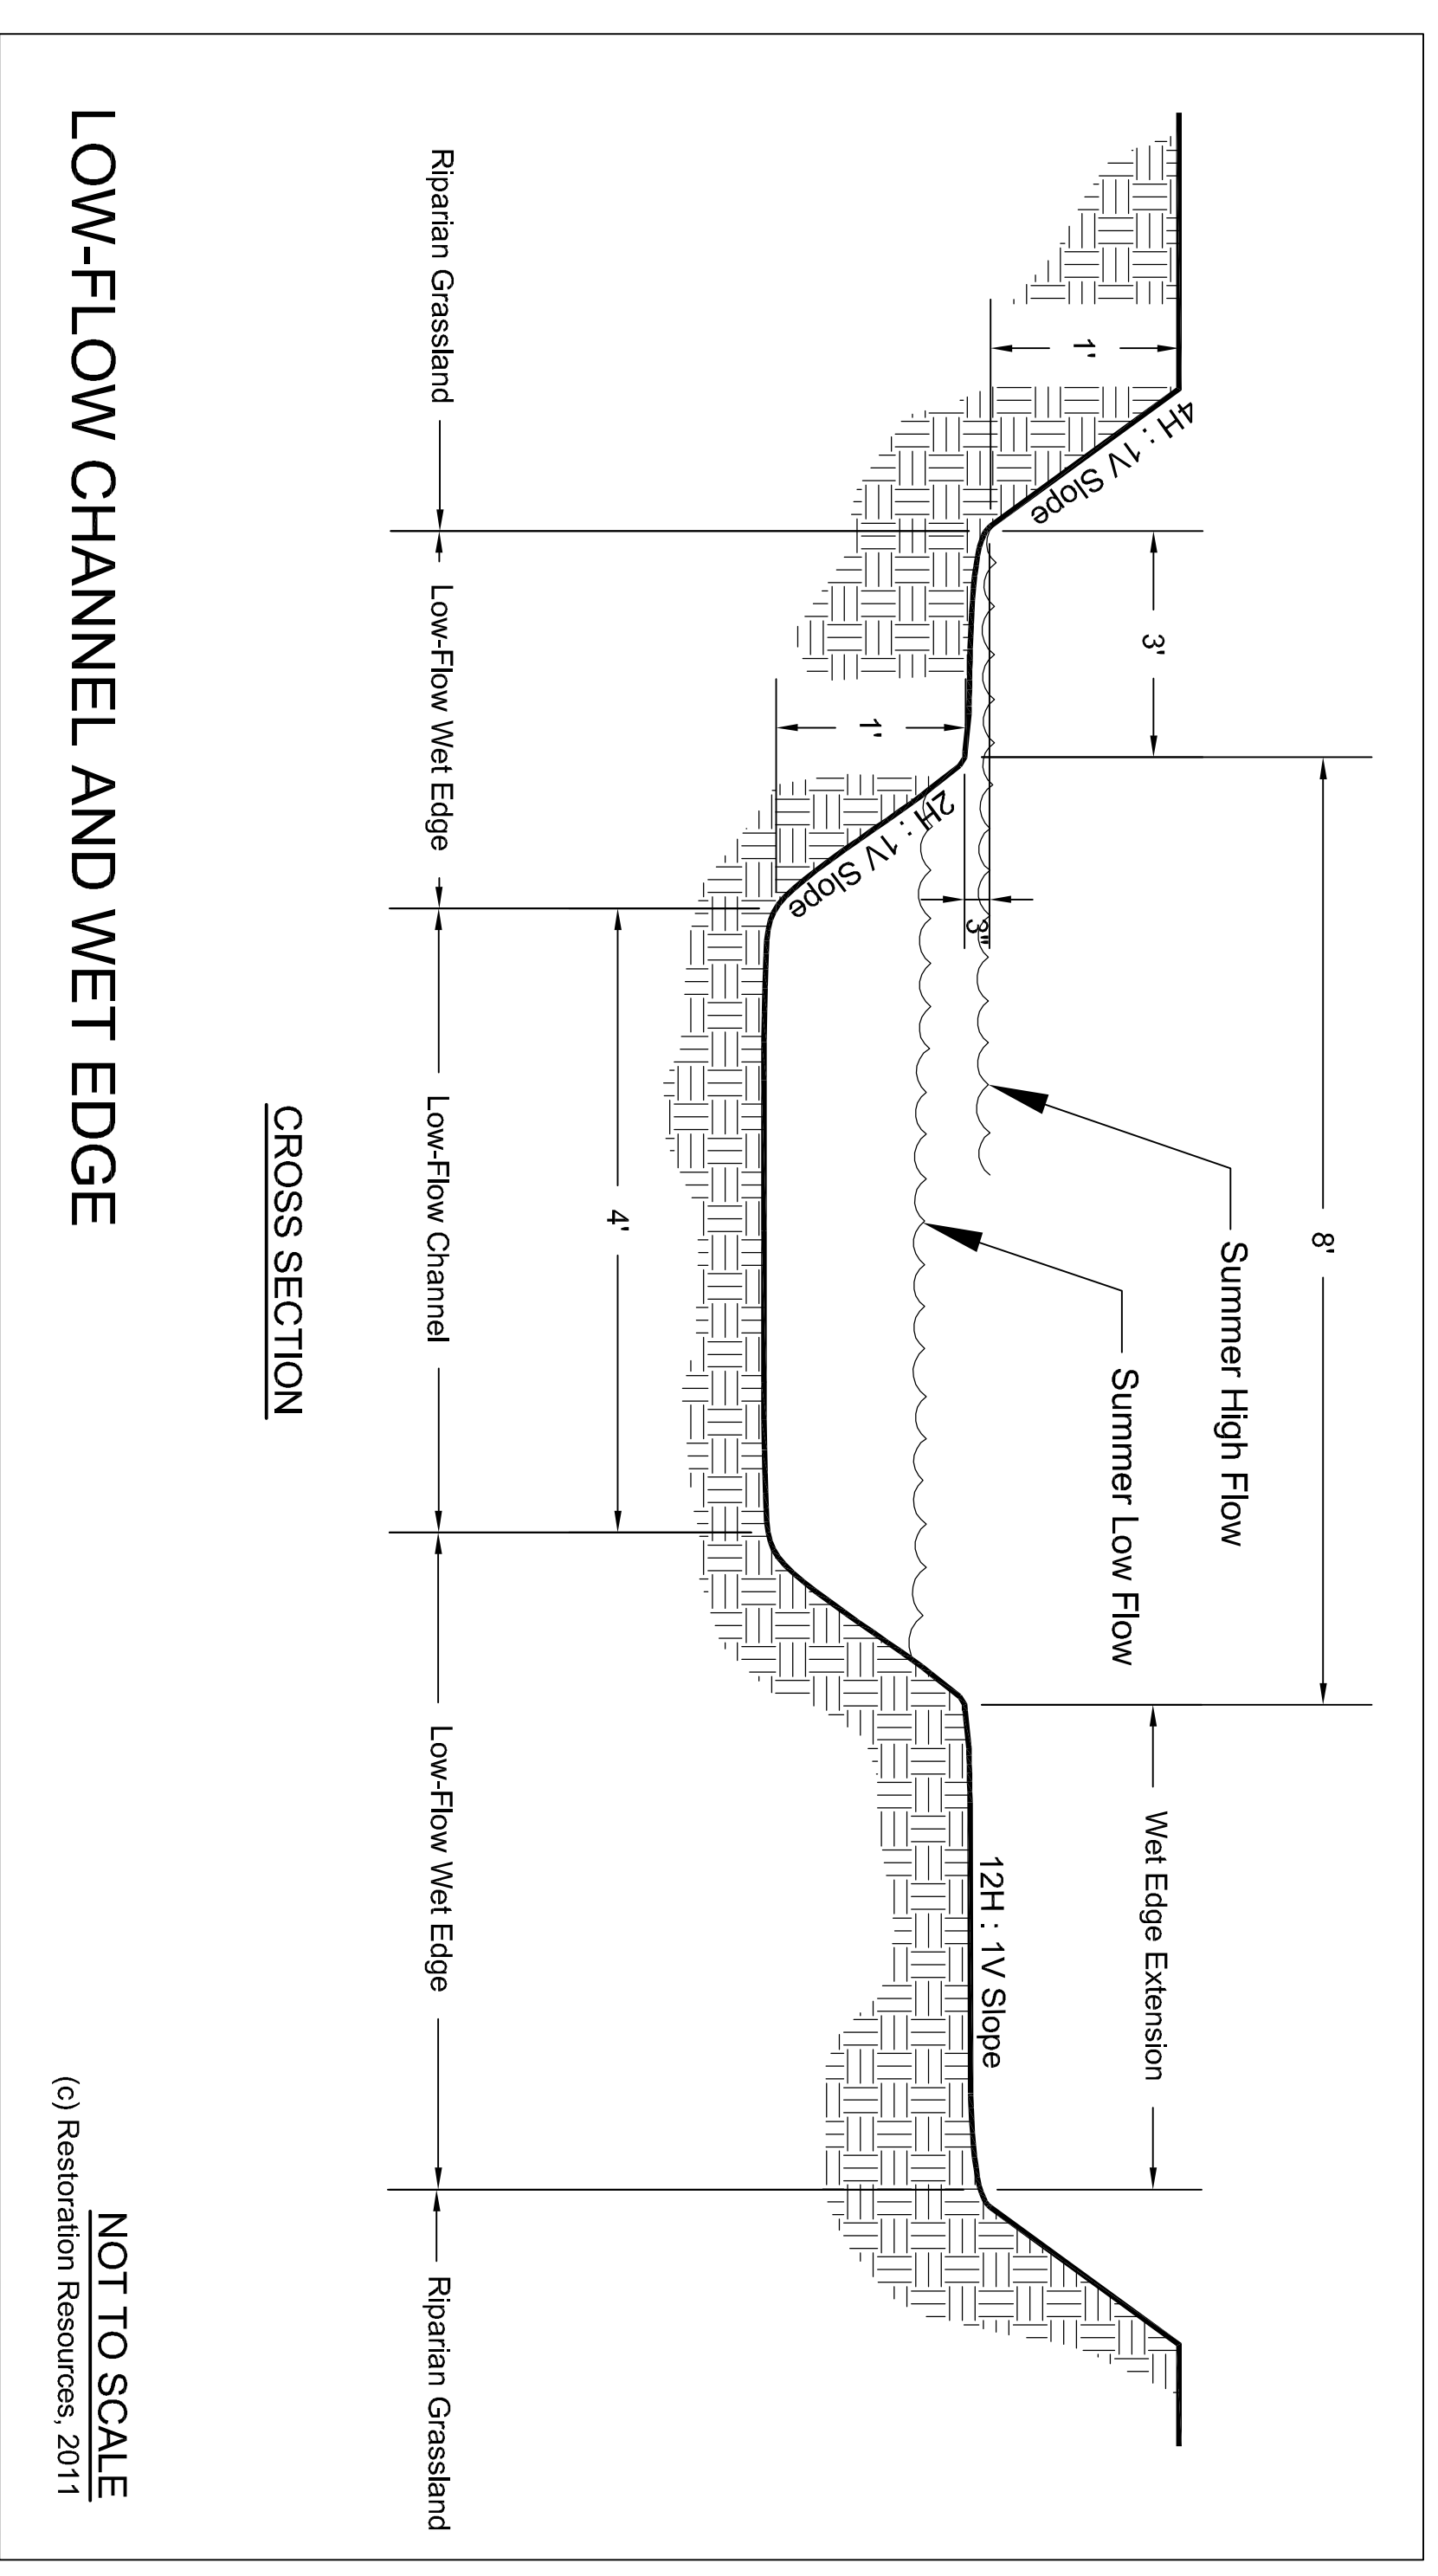 8'
Summer High Flow
3'
Wet Edge Extension
Summer Low Flow
4H : 1V Slope
1'
12H : 1V Slope
3"
2H : 1V Slope
1'
4'
Riparian Grassland
Low-Flow Wet Edge
Low-Flow Channel
Low-Flow Wet Edge
Riparian Grassland
CROSS SECTION
LOW-FLOW CHANNEL AND WET EDGE
NOT TO SCALE
(c) Restoration Resources, 2011